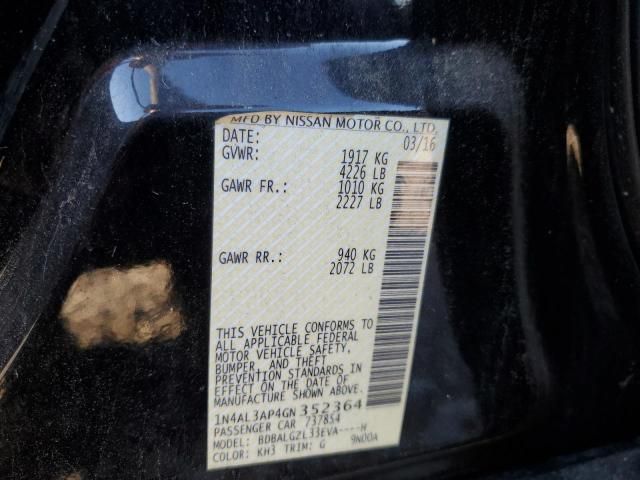 MFD BY NISSAN MOTOR CO., LTD.
DATE: 03/16
GVWR: 1917 KG
4226 LB
GAWR FR.: 1010 KG
2227 LB
GAWR RR.: 940 KG
2072 LB
THIS VEHICLE CONFORMS TO
ALL APPLICABLE FEDERAL
MOTOR VEHICLE SAFETY,
BUMPER, AND THEFT
PREVENTION STANDARDS IN
EFFECT ON THE DATE OF
MANUFACTURE SHOWN ABOVE.
1N4AL3AP4GN352364
PASSENGER CAR 737854
MODEL: BDBALGZL33EVA----H
COLOR: KH3 TRIM: G 9N00A